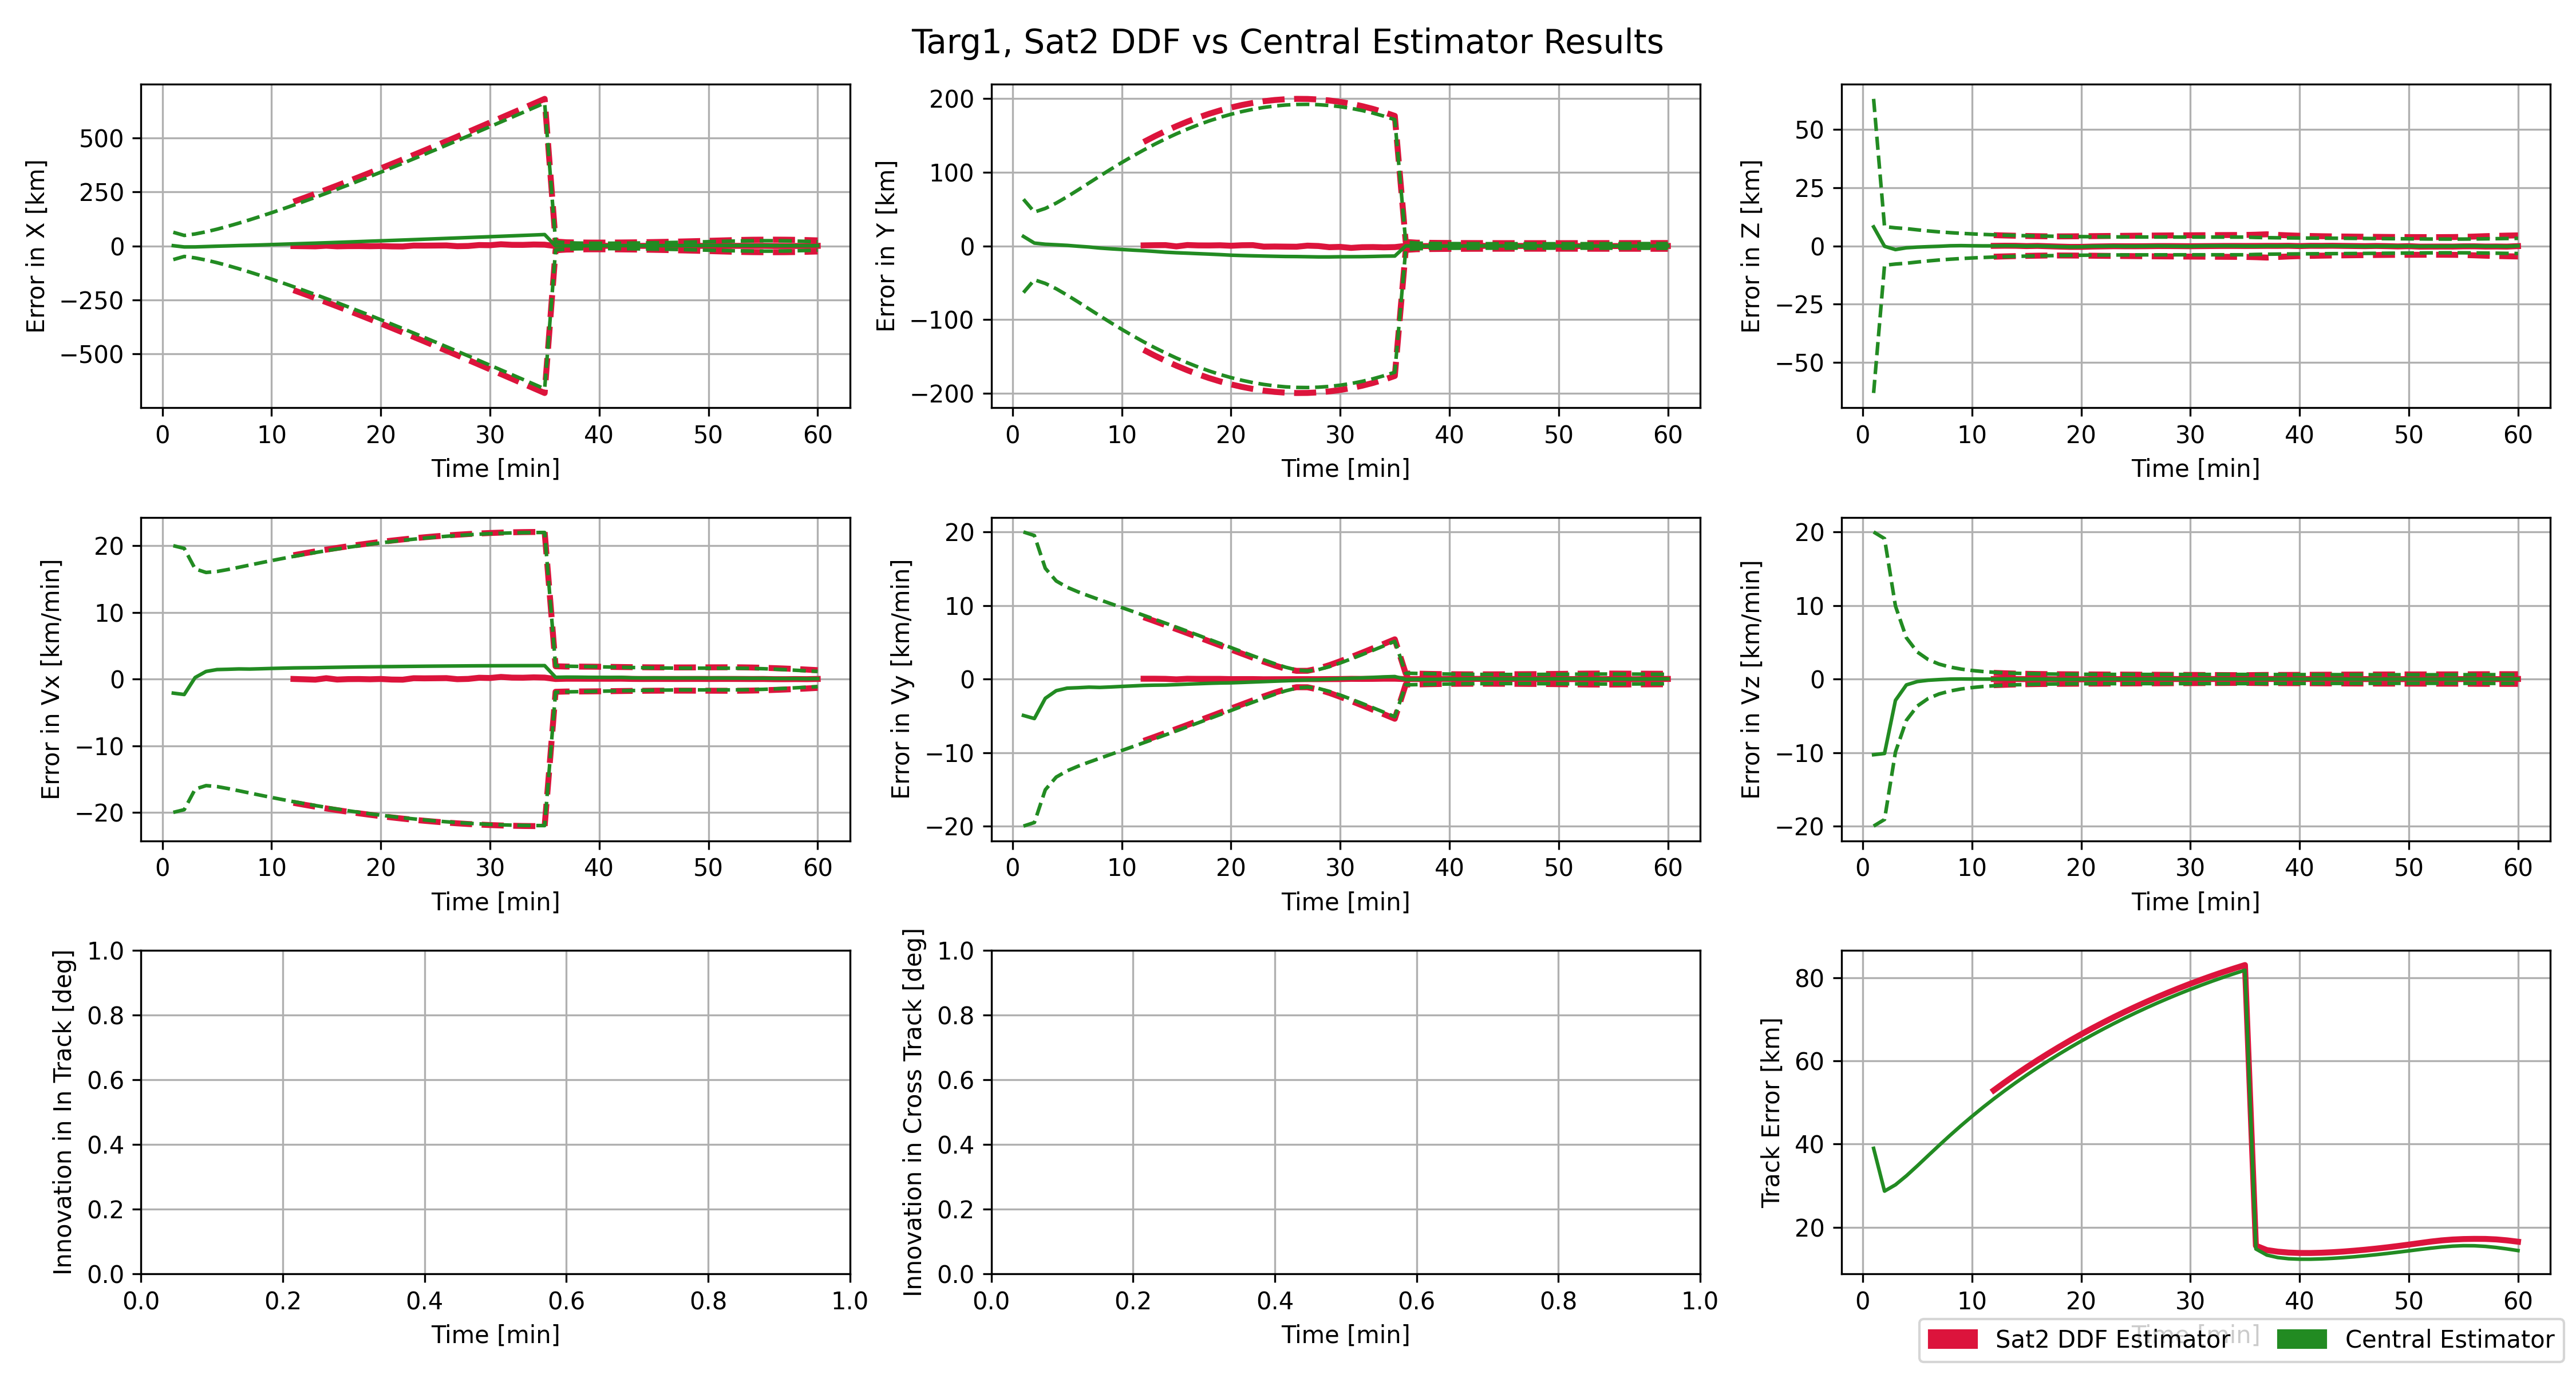 Targ1, Sat2 DDF vs Central Estimator Results
Error in X [km]
500
250
0
−250
−500
0 10 20 30 40 50 60
Time [min]
Error in Y [km]
200
100
0
−100
−200
0 10 20 30 40 50 60
Time [min]
Error in Z [km]
50
25
0
−25
−50
0 10 20 30 40 50 60
Time [min]
Error in Vx [km/min]
20
10
0
−10
−20
0 10 20 30 40 50 60
Time [min]
Error in Vy [km/min]
20
10
0
−10
−20
0 10 20 30 40 50 60
Time [min]
Error in Vz [km/min]
20
10
0
−10
−20
0 10 20 30 40 50 60
Time [min]
Innovation in In Track [deg]
1.0
0.8
0.6
0.4
0.2
0.0
0.0 0.2 0.4 0.6 0.8 1.0
Time [min]
Innovation in Cross Track [deg]
1.0
0.8
0.6
0.4
0.2
0.0
0.0 0.2 0.4 0.6 0.8 1.0
Time [min]
Track Error [km]
80
60
40
20
0 10 20 30 40 50 60
Time [min]
Sat2 DDF Estimator
Central Estimator